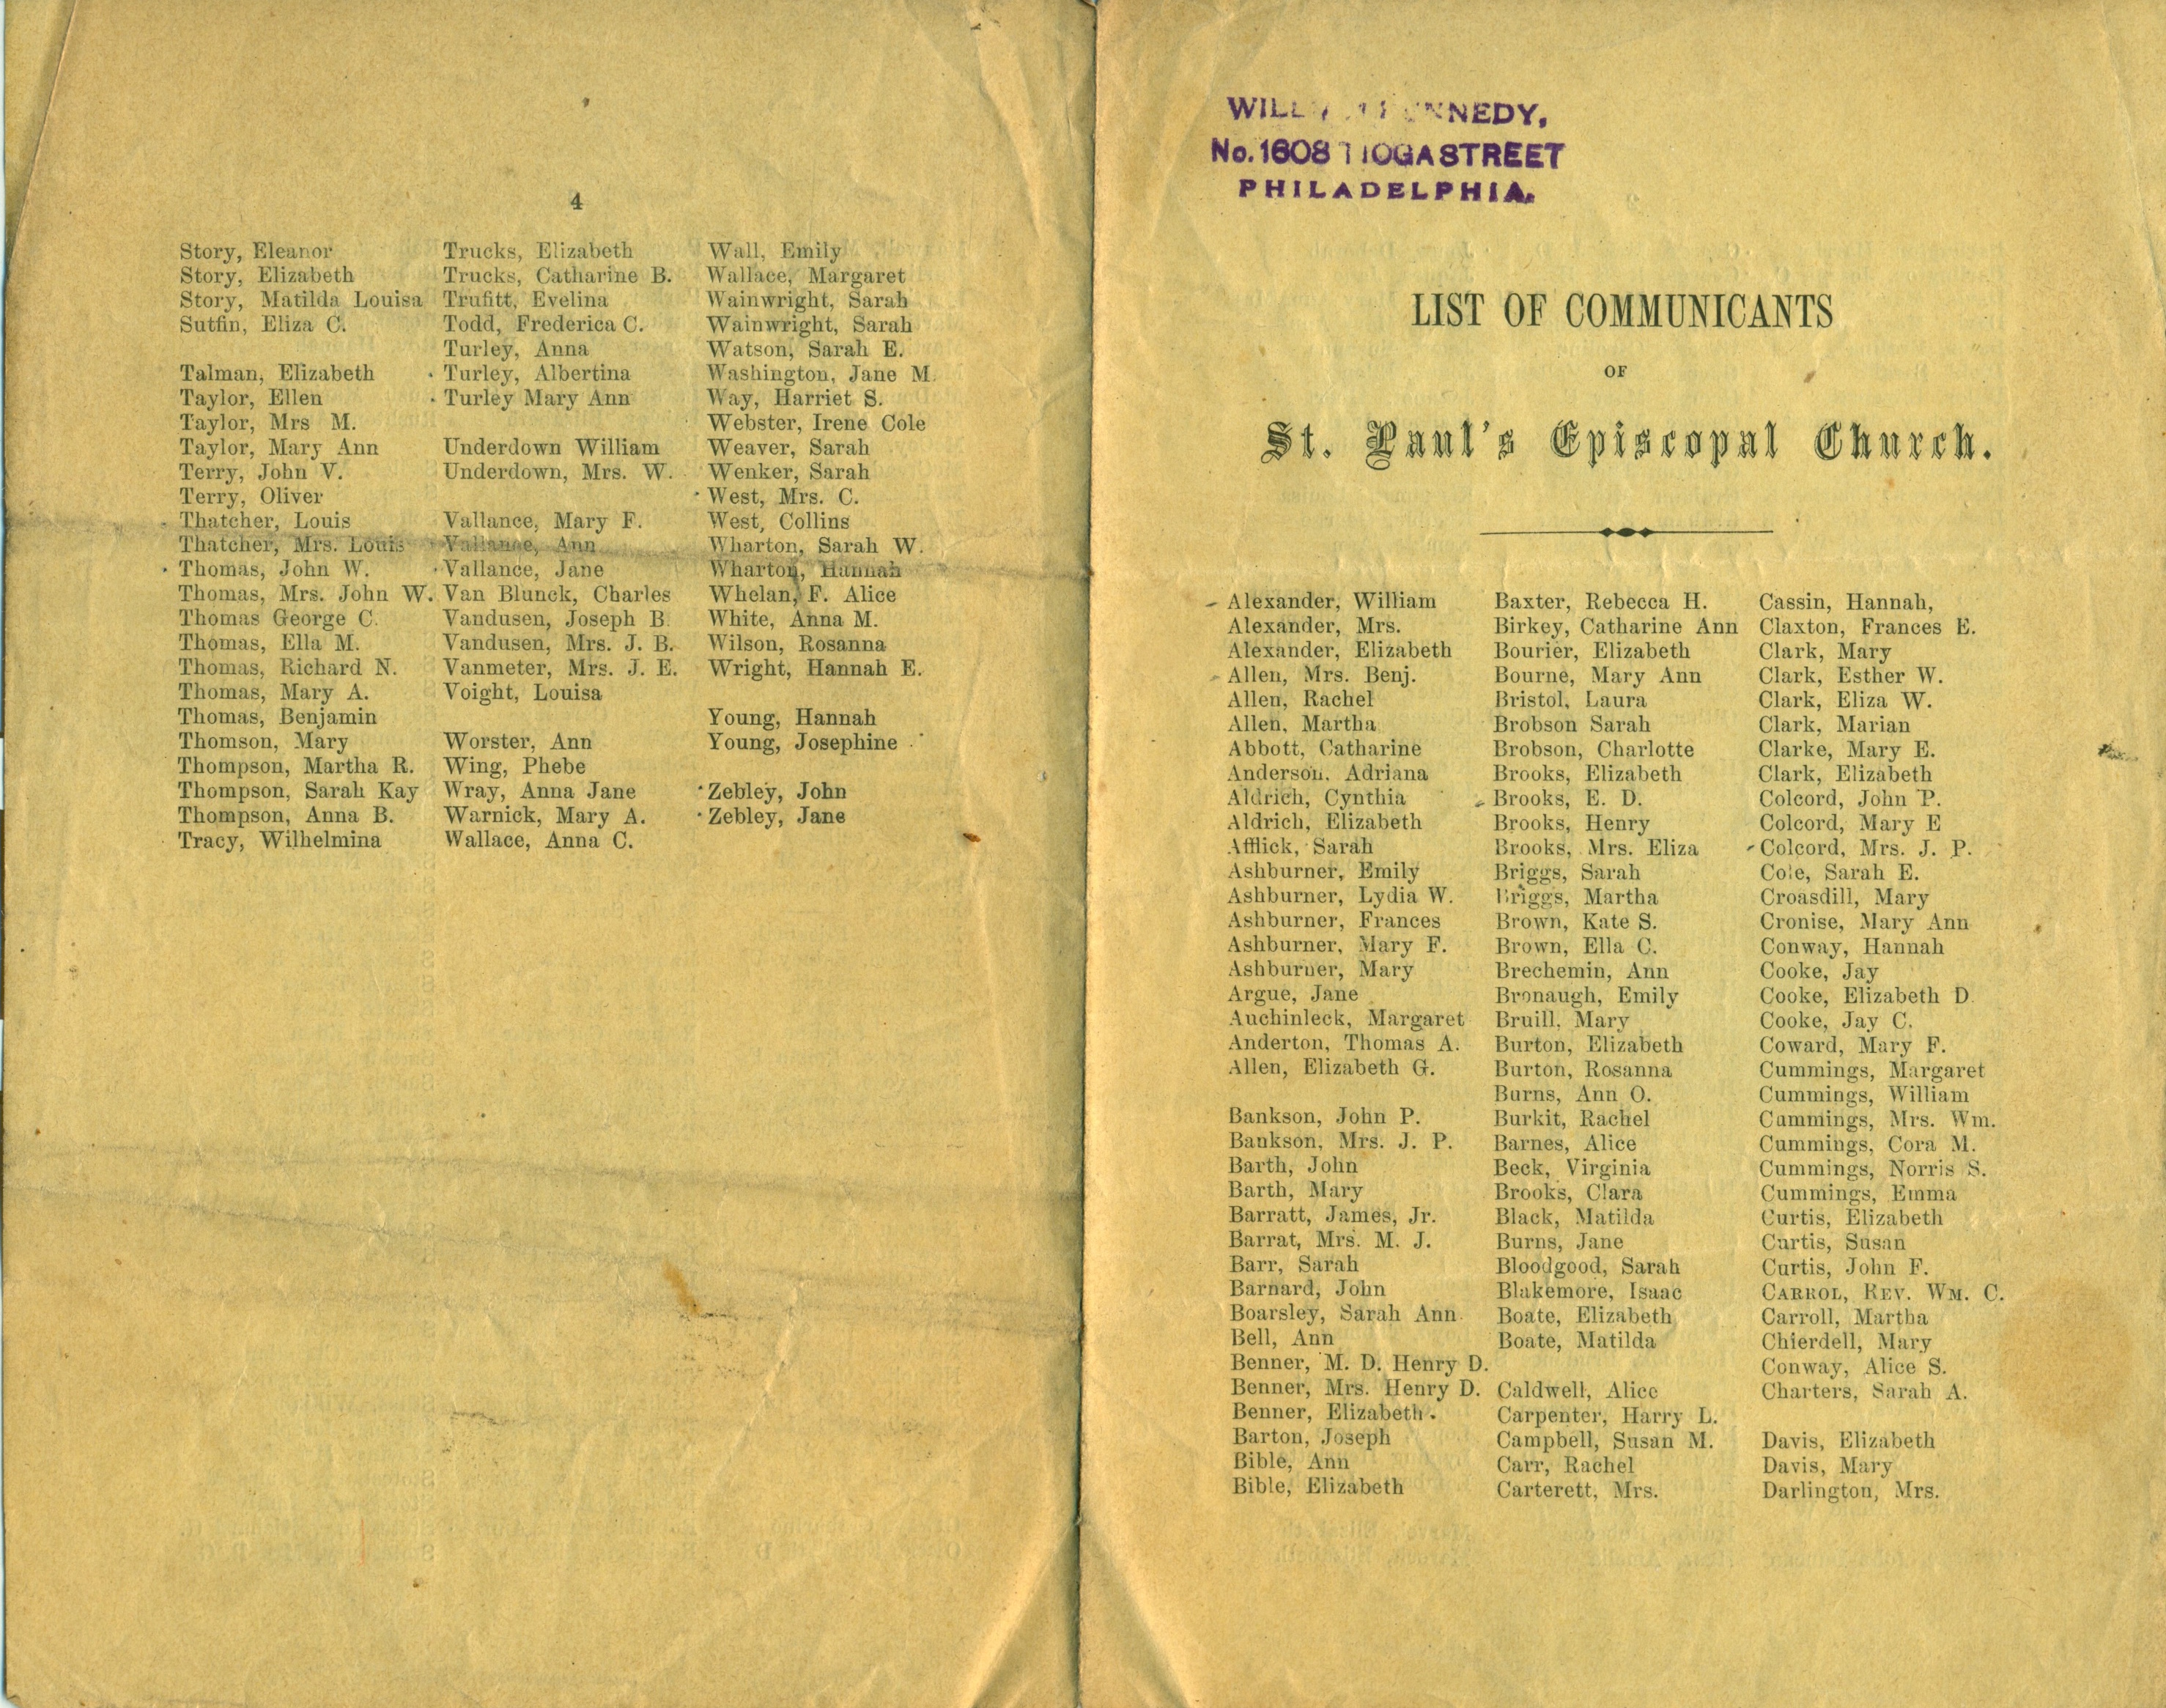 4
Story, Eleanor
Story, Elizabeth
Story, Matilda Louisa
Sutfin, Eliza C.
Talman, Elizabeth
Taylor, Ellen
Taylor, Mrs M.
Taylor, Mary Ann
Terry, John V.
Terry, Oliver
Thatcher, Louis
Thatcher, Mrs. Louis
Thomas, John W.
Thomas, Mrs. John W.
Thomas George C.
Thomas, Ella M.
Thomas, Richard N.
Thomas, Mary A.
Thomas, Benjamin
Thomson, Mary
Thompson, Martha R.
Thompson, Sarah Kay
Thompson, Anna B.
Tracy, Wilhelmina
Trucks, Elizabeth
Trucks, Catharine B.
Trufitt, Evelina
Todd, Frederica C.
Turley, Anna
Turley, Albertina
Turley Mary Ann
Underdown William
Underdown, Mrs. W.
Vallance, Mary F.
Vallance, Ann
Vallance, Jane
Van Blunck, Charles
Vandusen, Joseph B.
Vandusen, Mrs. J. B.
Vanmeter, Mrs. J. E.
Voight, Louisa
Worster, Ann
Wing, Phebe
Wray, Anna Jane
Warnick, Mary A.
Wallace, Anna C.
Wall, Emily
Wallace, Margaret
Wainwright, Sarah
Wainwright, Sarah
Watson, Sarah E.
Washington, Jane M.
Way, Harriet S.
Webster, Irene Cole
Weaver, Sarah
Wenker, Sarah
West, Mrs. C.
West, Collins
Wharton, Sarah W.
Wharton, Hannah
Whelan, F. Alice
White, Anna M.
Wilson, Rosanna
Wright, Hannah E.
Young, Hannah
Young, Josephine
Zebley, John
Zebley, Jane
No. 1608 TIOGA STREET
PHILADELPHIA.
LIST OF COMMUNICANTS
OF
St. Paul's Episcopal Church.
Alexander, William
Alexander, Mrs.
Alexander, Elizabeth
Allen, Mrs. Benj.
Allen, Rachel
Allen, Martha
Abbott, Catharine
Anderson, Adriana
Aldrich, Cynthia
Aldrich, Elizabeth
Afflick, Sarah
Ashburner, Emily
Ashburner, Lydia W.
Ashburner, Frances
Ashburner, Mary F.
Ashburner, Mary
Argue, Jane
Auchinleck, Margaret
Anderton, Thomas A.
Allen, Elizabeth G.
Bankson, John P.
Bankson, Mrs. J. P.
Barth, John
Barth, Mary
Barratt, James, Jr.
Barrat, Mrs. M. J.
Barr, Sarah
Barnard, John
Boarsley, Sarah Ann
Bell, Ann
Benner, M. D. Henry D.
Benner, Mrs. Henry D.
Benner, Elizabeth.
Barton, Joseph
Bible, Ann
Bible, Elizabeth
Baxter, Rebecca H.
Birkey, Catharine Ann
Bourier, Elizabeth
Bourne, Mary Ann
Bristol, Laura
Brobson Sarah
Brobson, Charlotte
Brooks, Elizabeth
Brooks, E. D.
Brooks, Henry
Brooks, Mrs. Eliza
Briggs, Sarah
Briggs, Martha
Brown, Kate S.
Brown, Ella C.
Brechemin, Ann
Bronaugh, Emily
Bruill, Mary
Burton, Elizabeth
Burton, Rosanna
Burns, Ann O.
Burkit, Rachel
Barnes, Alice
Beck, Virginia
Brooks, Clara
Black, Matilda
Burns, Jane
Bloodgood, Sarah
Blakemore, Isaac
Boate, Elizabeth
Boate, Matilda
Caldwell, Alice
Carpenter, Harry L.
Campbell, Susan M.
Carr, Rachel
Carterett, Mrs.
Cassin, Hannah,
Claxton, Frances E.
Clark, Mary
Clark, Esther W.
Clark, Eliza W.
Clark, Marian
Clarke, Mary E.
Clark, Elizabeth
Colcord, John P.
Colcord, Mary E
Colcord, Mrs. J. P.
Cole, Sarah E.
Croasdill, Mary
Cronise, Mary Ann
Conway, Hannah
Cooke, Jay
Cooke, Elizabeth D.
Cooke, Jay C.
Coward, Mary F.
Cummings, Margaret
Cummings, William
Cummings, Mrs. Wm.
Cummings, Cora M.
Cummings, Norris S.
Cummings, Emma
Curtis, Elizabeth
Curtis, Susan
Curtis, John F.
CARROL, REV. WM. C.
Carroll, Martha
Chierdell, Mary
Conway, Alice S.
Charters, Sarah A.
Davis, Elizabeth
Davis, Mary
Darlington, Mrs.